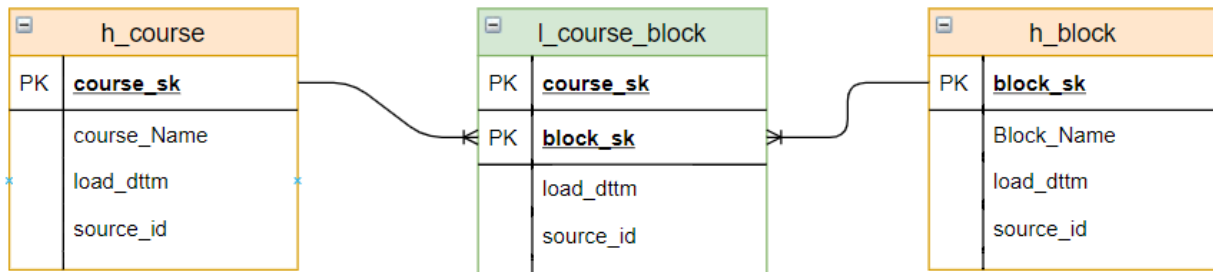 h_course
PK course_sk
course_Name
load_dttm
source_id
l_course_block
PK course_sk
PK block_sk
load_dttm
source_id
h_block
PK block_sk
Block_Name
load_dttm
source_id